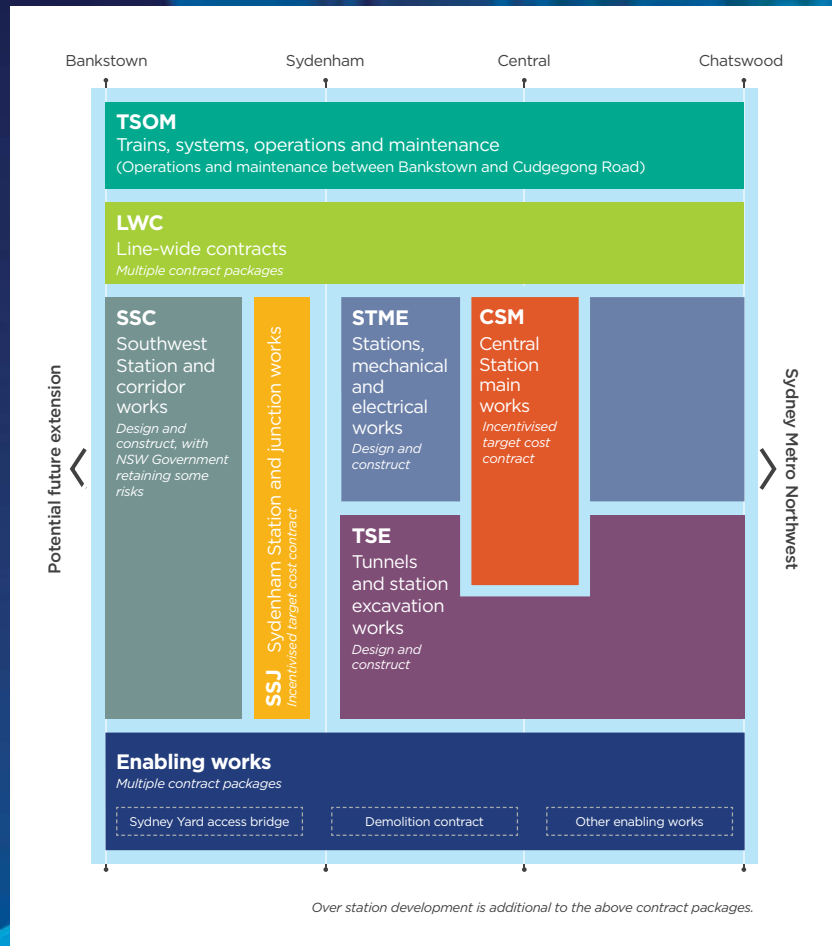 Bankstown
Sydenham
Central
Chatswood
TSOM
Trains, systems, operations and maintenance
(Operations and maintenance between Bankstown and Cudgegong Road)
LWC
Line-wide contracts
Multiple contract packages
Potential future extension
SSC
Southwest
Station and
corridor
works
Design and
construct, with
NSW Government
retaining some
risks
SSJ Sydenham Station and junction works
Incentivised target cost contract
STME
Stations,
mechanical
and
electrical
works
Design and
construct
CSM
Central
Station
main
works
Incentivised
target cost
contract
Sydney Metro Northwest
TSE
Tunnels
and station
excavation
works
Design and
construct
Enabling works
Multiple contract packages
Sydney Yard access bridge
Demolition contract
Other enabling works
Over station development is additional to the above contract packages.